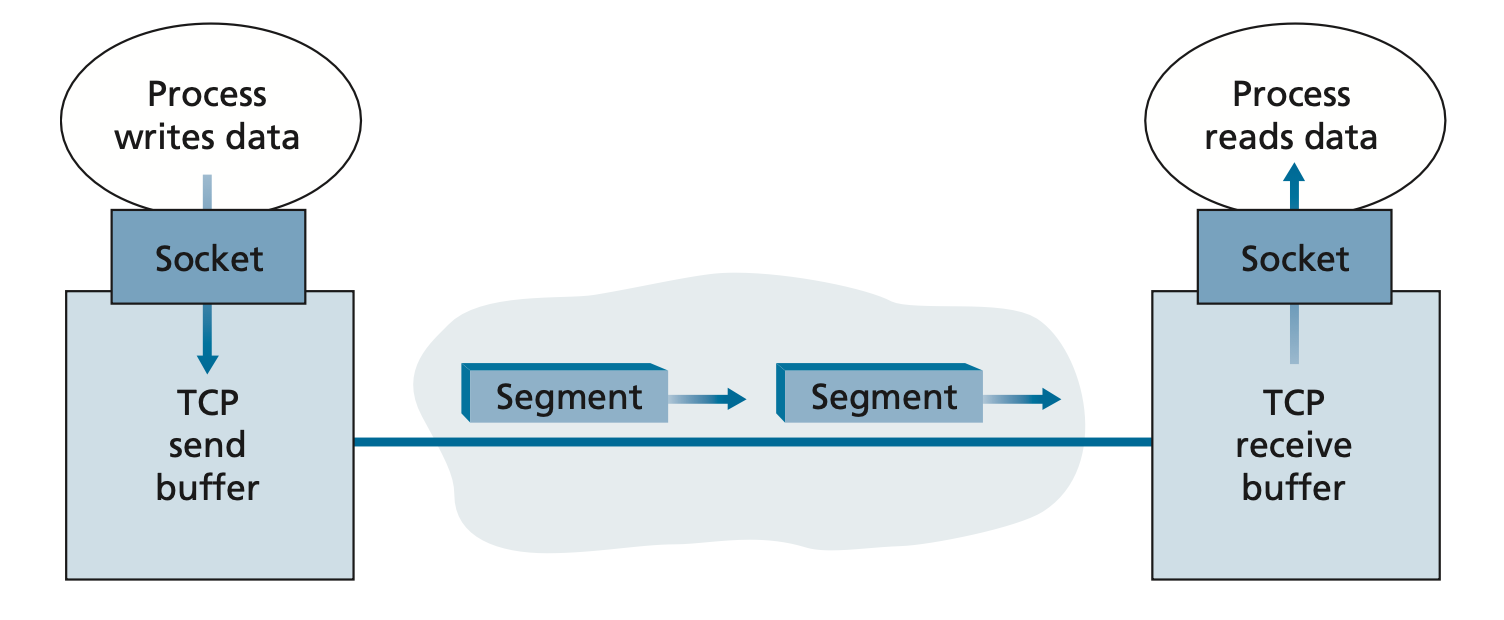 Process
writes data
Socket
TCP
send
buffer
Segment
Segment
Process
reads data
Socket
TCP
receive
buffer